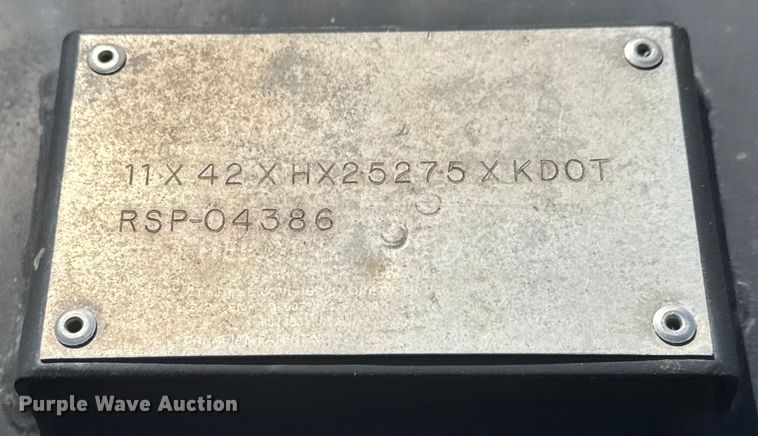 11 X 42 X HX25275 X KDOT
RSP-04386
Purple Wave Auction